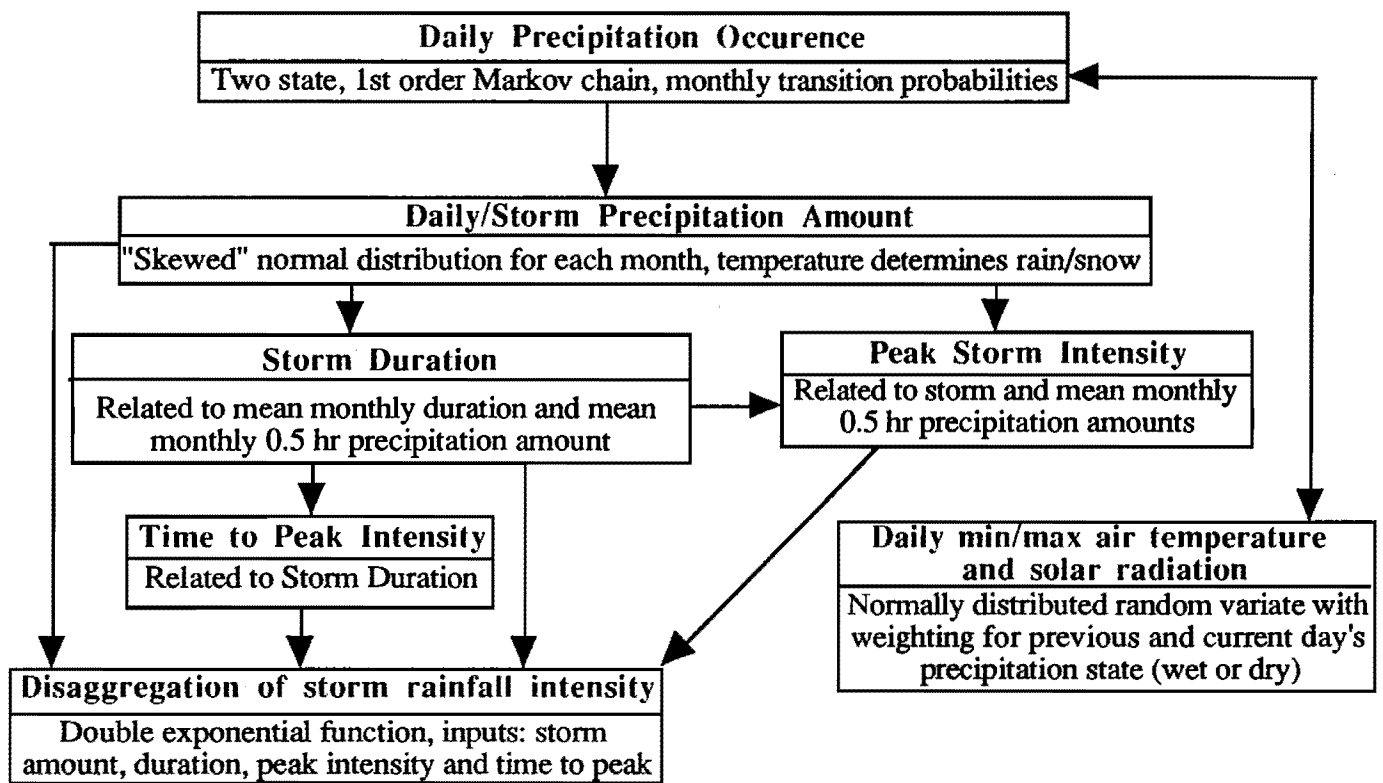 Daily Precipitation Occurence
Two state, 1st order Markov chain, monthly transition probabilities
Daily/Storm Precipitation Amount
"Skewed" normal distribution for each month, temperature determines rain/snow
Storm Duration
Related to mean monthly duration and mean
monthly 0.5 hr precipitation amount
Peak Storm Intensity
Related to storm and mean monthly
0.5 hr precipitation amounts
Time to Peak Intensity
Related to Storm Duration
Daily min/max air temperature
and solar radiation
Normally distributed random variate with
weighting for previous and current day's
precipitation state (wet or dry)
Disaggregation of storm rainfall intensity
Double exponential function, inputs: storm
amount, duration, peak intensity and time to peak